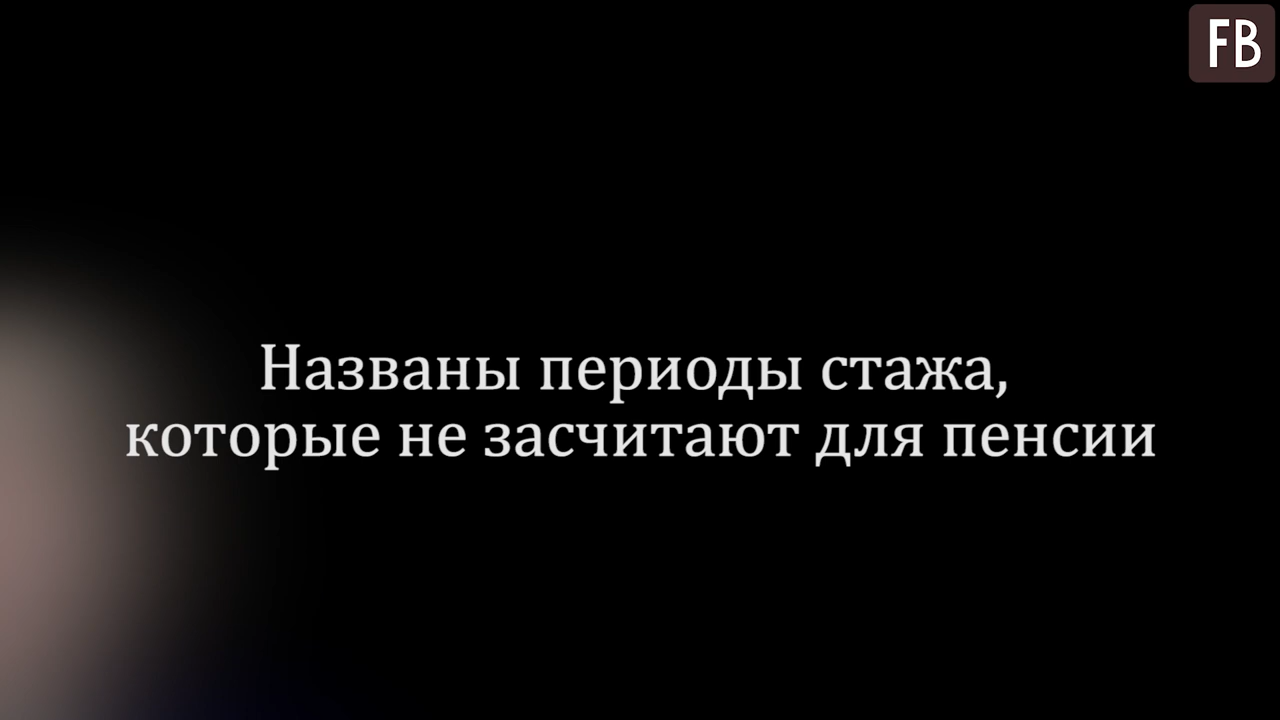 FB
Названы периоды стажа,
которые не засчитают для пенсии